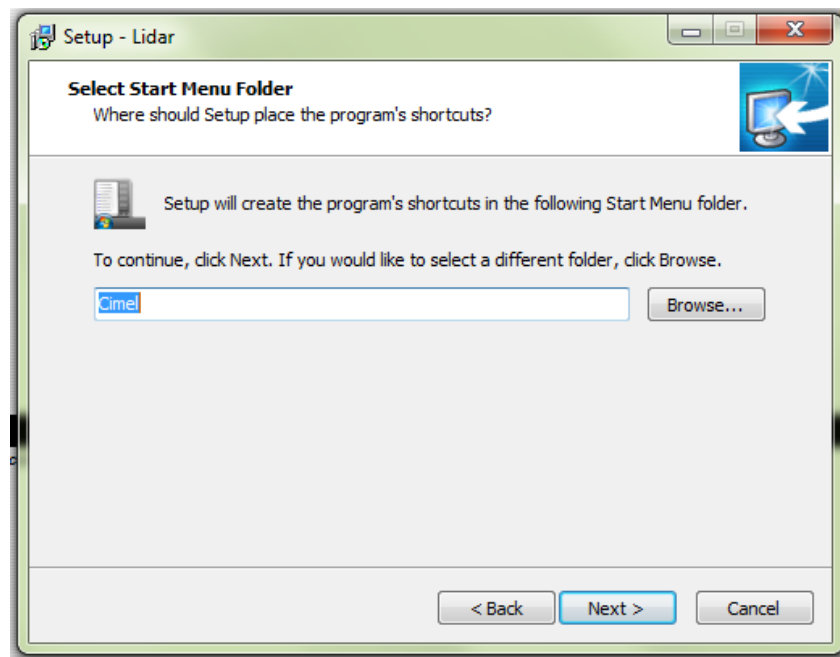 Setup - Lidar
Select Start Menu Folder
Where should Setup place the program's shortcuts?
Setup will create the program's shortcuts in the following Start Menu folder.
To continue, click Next. If you would like to select a different folder, click Browse.
Cimel
Browse...
< Back
Next >
Cancel